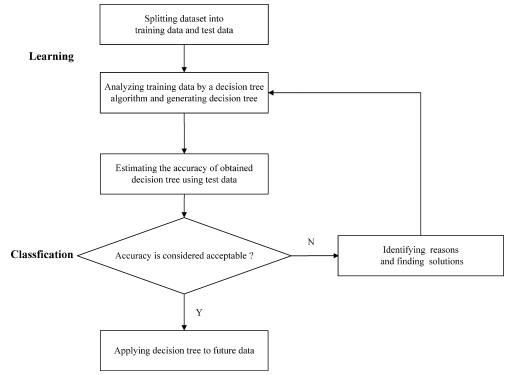 Splitting dataset into
training data and test data
Learning
Analyzing training data by a decision tree
algorithm and generating decision tree
Estimating the accuracy of obtained
decision tree using test data
Classfication
Accuracy is considered acceptable ?
N
Identifying reasons
and finding solutions
Y
Applying decision tree to future data